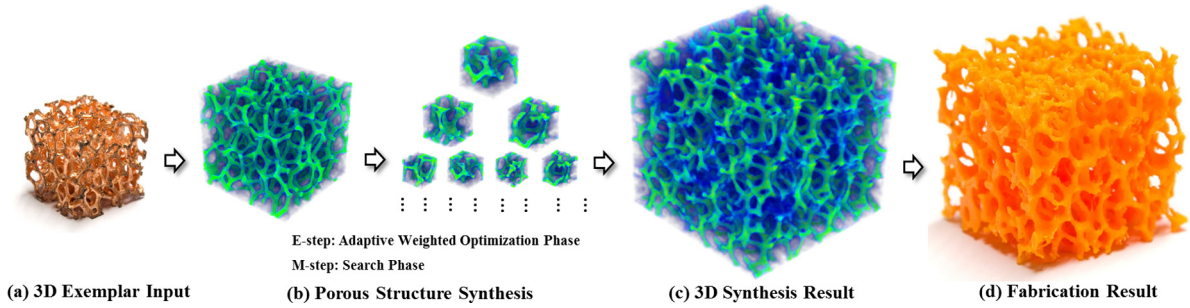 E-step: Adaptive Weighted Optimization Phase
M-step: Search Phase
(a) 3D Exemplar Input
(b) Porous Structure Synthesis
(c) 3D Synthesis Result
(d) Fabrication Result